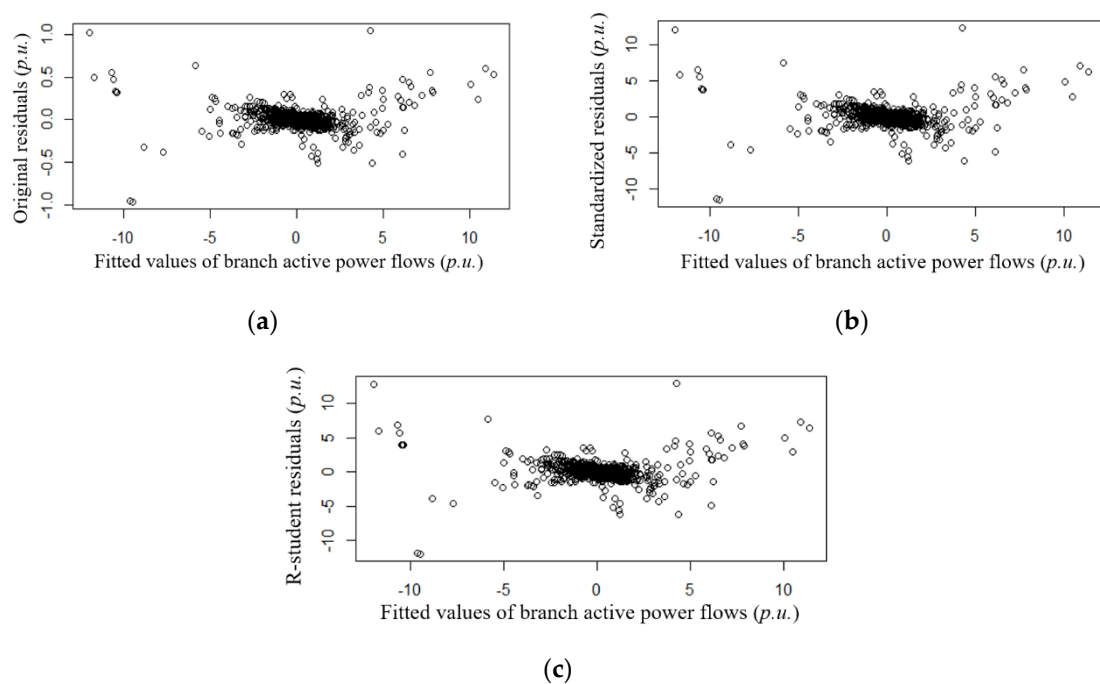 Original residuals (p.u.)
1.0
0.5
0.0
-0.5
-1.0
-10 -5 0 5 10
Fitted values of branch active power flows (p.u.)
(a)
Standardized residuals (p.u.)
10
5
0
-5
-10
-10 -5 0 5 10
Fitted values of branch active power flows (p.u.)
(b)
R-student residuals (p.u.)
10
5
0
-5
-10
-10 -5 0 5 10
Fitted values of branch active power flows (p.u.)
(c)